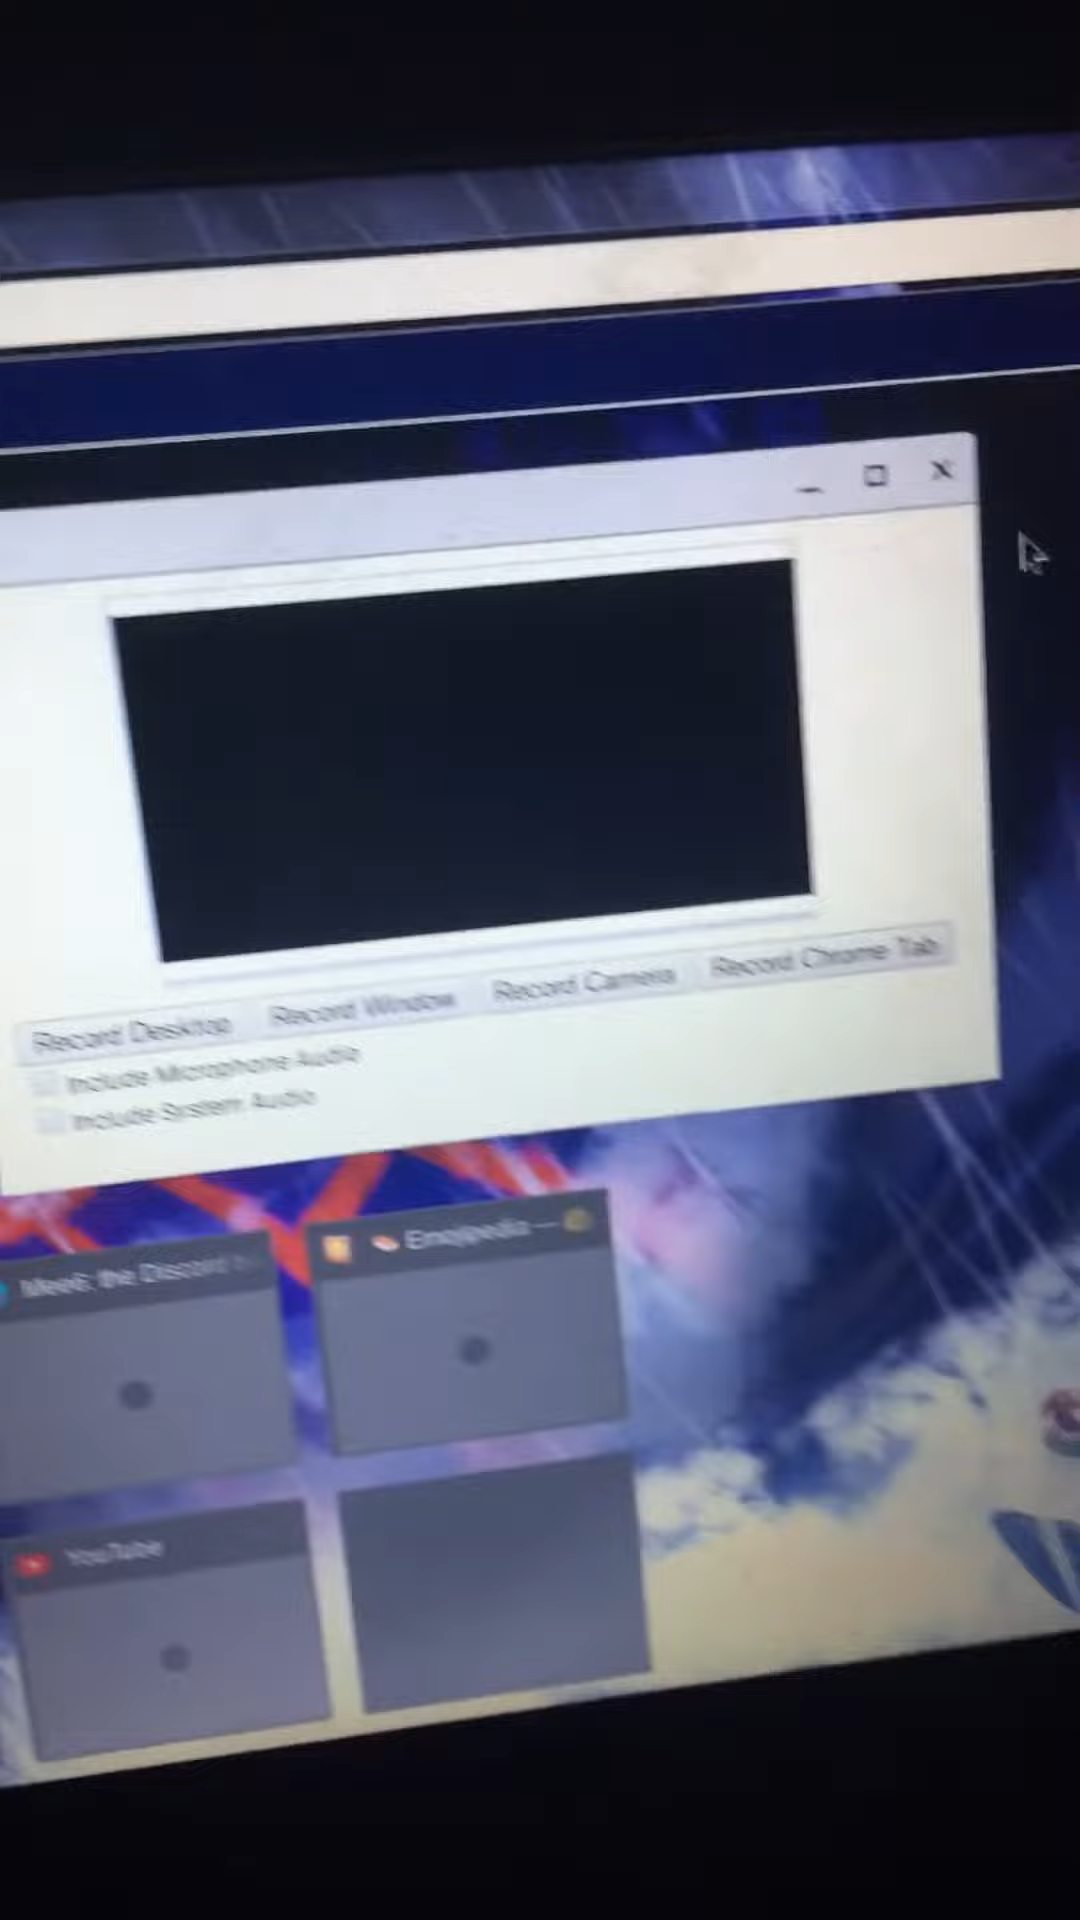 Record Desktop Record Window Record Camera Record Chrome Tab
Include Microphone Audio
Include System Audio
Mee6: the Discord
Emojipedia —
YouTube